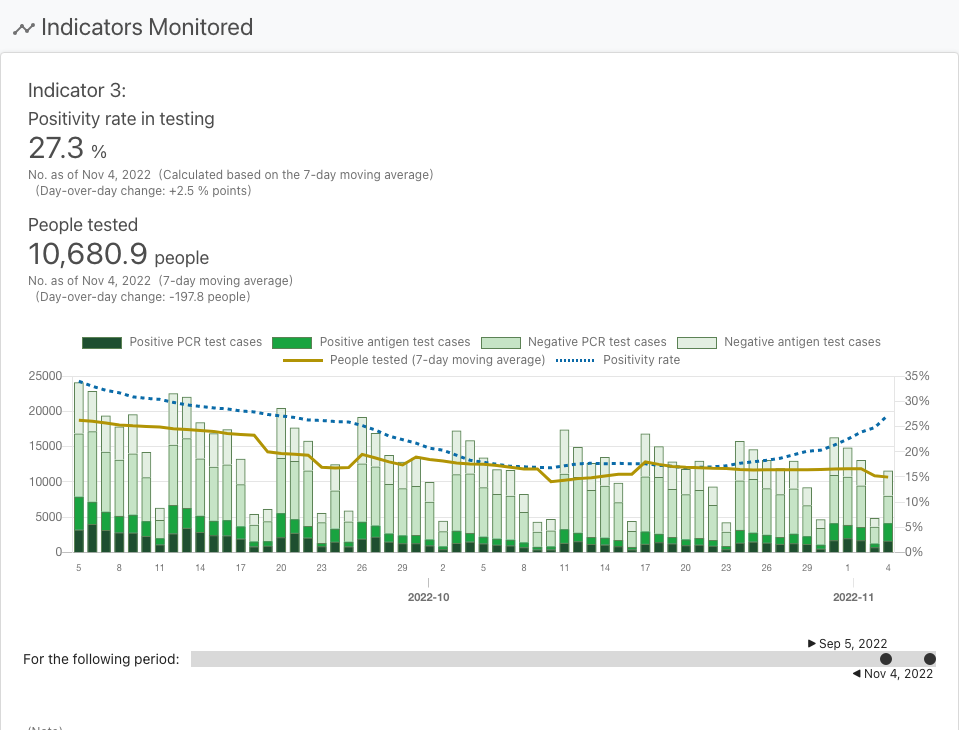 Indicators Monitored
Indicator 3:
Positivity rate in testing
27.3 %
No. as of Nov 4, 2022 (Calculated based on the 7-day moving average)
(Day-over-day change: +2.5 % points)
People tested
10,680.9 people
No. as of Nov 4, 2022 (7-day moving average)
(Day-over-day change: -197.8 people)
Positive PCR test cases Positive antigen test cases Negative PCR test cases Negative antigen test cases
People tested (7-day moving average) Positivity rate
25000 35%
30%
20000
25%
15000 20%
10000 15%
10%
5000 5%
0 0%
5 8 11 14 17 20 23 26 29 2 5 8 11 14 17 20 23 26 29 1 4
2022-10 2022-11
▶ Sep 5, 2022
For the following period:
◀ Nov 4, 2022
(Note)